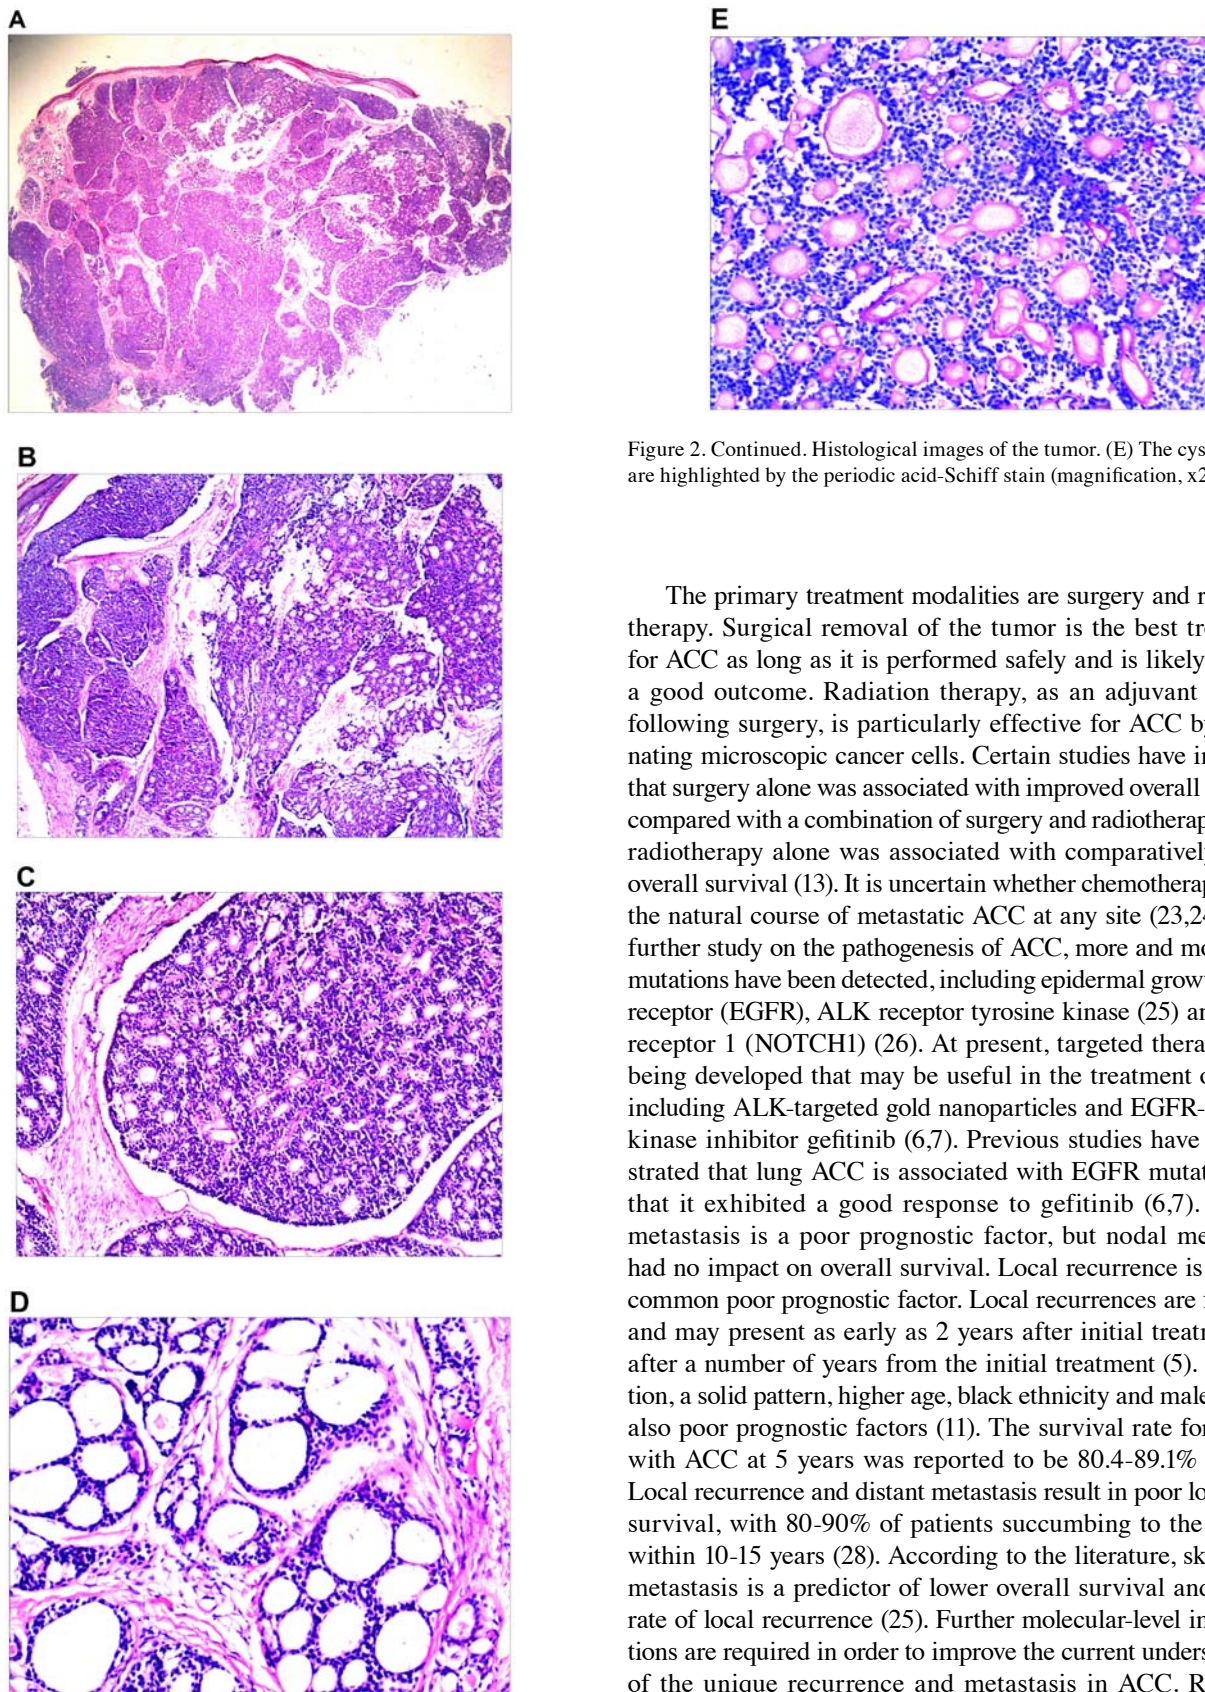 A
B
C
D
E
Figure 2. Continued. Histological images of the tumor. (E) The cys
are highlighted by the periodic acid-Schiff stain (magnification, x2
The primary treatment modalities are surgery and r
therapy. Surgical removal of the tumor is the best tre
for ACC as long as it is performed safely and is likely
a good outcome. Radiation therapy, as an adjuvant
following surgery, is particularly effective for ACC by
nating microscopic cancer cells. Certain studies have in
that surgery alone was associated with improved overall
compared with a combination of surgery and radiotherap
radiotherapy alone was associated with comparatively
overall survival (13). It is uncertain whether chemotherap
the natural course of metastatic ACC at any site (23,24
further study on the pathogenesis of ACC, more and mo
mutations have been detected, including epidermal grow
receptor (EGFR), ALK receptor tyrosine kinase (25) an
receptor 1 (NOTCH1) (26). At present, targeted thera
being developed that may be useful in the treatment o
including ALK-targeted gold nanoparticles and EGFR-
kinase inhibitor gefitinib (6,7). Previous studies have
strated that lung ACC is associated with EGFR mutat
that it exhibited a good response to gefitinib (6,7).
metastasis is a poor prognostic factor, but nodal me
had no impact on overall survival. Local recurrence is
common poor prognostic factor. Local recurrences are
and may present as early as 2 years after initial treatm
after a number of years from the initial treatment (5).
tion, a solid pattern, higher age, black ethnicity and male
also poor prognostic factors (11). The survival rate for
with ACC at 5 years was reported to be 80.4-89.1%
Local recurrence and distant metastasis result in poor lo
survival, with 80-90% of patients succumbing to the
within 10-15 years (28). According to the literature, sk
metastasis is a predictor of lower overall survival and
rate of local recurrence (25). Further molecular-level in
tions are required in order to improve the current unders
of the unique recurrence and metastasis in ACC. R